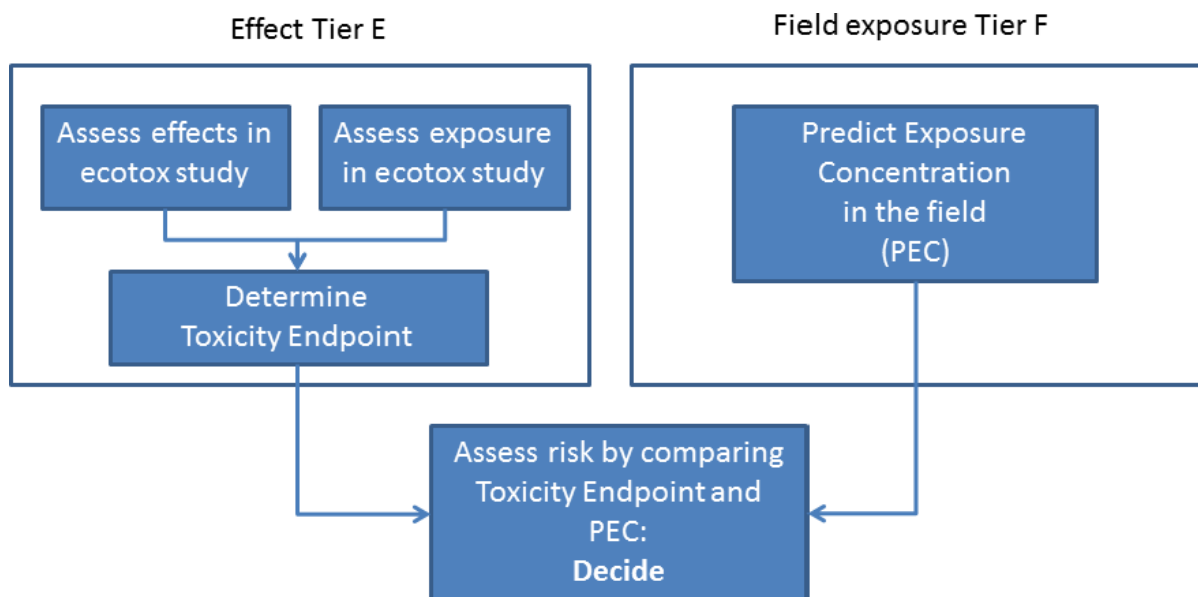 Effect Tier E
Field exposure Tier F
Assess effects in
ecotox study
Assess exposure
in ecotox study
Predict Exposure
Concentration
in the field
(PEC)
Determine
Toxicity Endpoint
Assess risk by comparing
Toxicity Endpoint and
PEC:
Decide